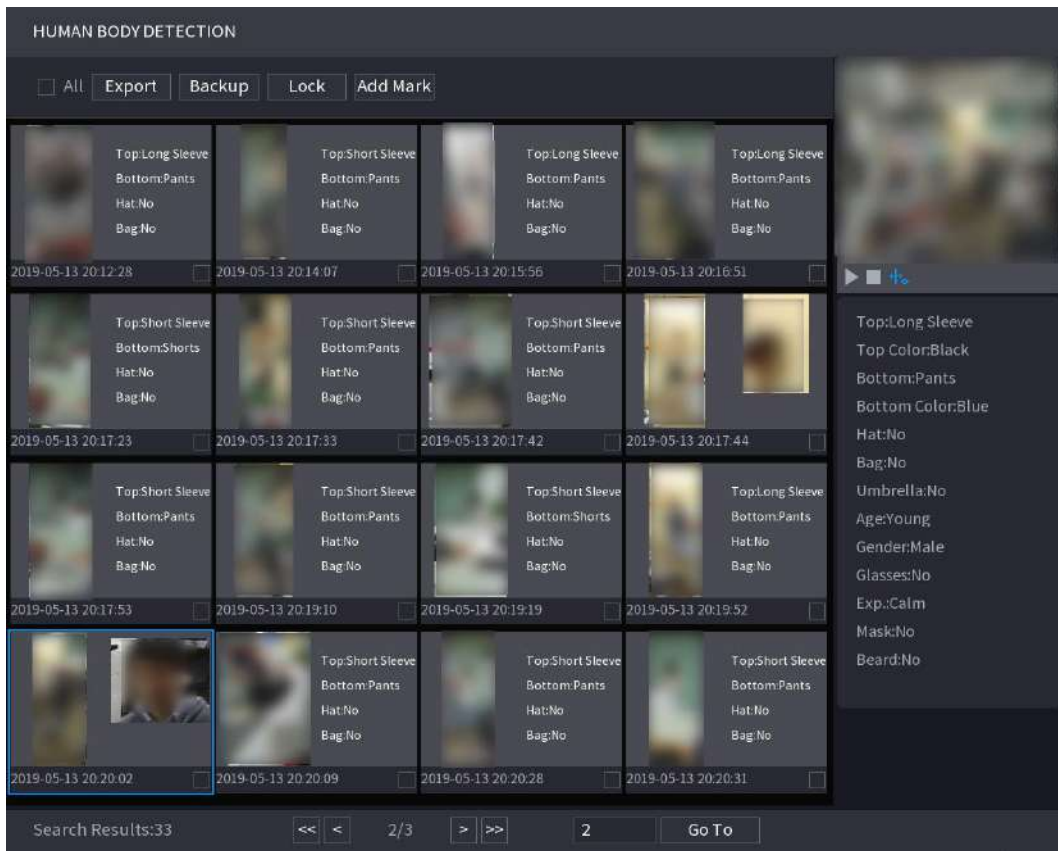 HUMAN BODY DETECTION
All Export Backup Lock Add Mark
Top:Long Sleeve
Bottom:Pants
Hat:No
Bag:No
2019-05-13 20:12:28
Top:Short Sleeve
Bottom:Pants
Hat:No
Bag:No
2019-05-13 20:14:07
Top:Long Sleeve
Bottom:Pants
Hat:No
Bag:No
2019-05-13 20:15:56
Top:Long Sleeve
Bottom:Pants
Hat:No
Bag:No
2019-05-13 20:16:51
Top:Short Sleeve
Bottom:Shorts
Hat:No
Bag:No
2019-05-13 20:17:23
Top:Short Sleeve
Bottom:Pants
Hat:No
Bag:No
2019-05-13 20:17:33
Top:Short Sleeve
Bottom:Pants
Hat:No
Bag:No
2019-05-13 20:17:42
2019-05-13 20:17:44
Top:Short Sleeve
Bottom:Pants
Hat:No
Bag:No
2019-05-13 20:17:53
Top:Short Sleeve
Bottom:Pants
Hat:No
Bag:No
2019-05-13 20:19:10
Top:Short Sleeve
Bottom:Shorts
Hat:No
Bag:No
2019-05-13 20:19:19
Top:Long Sleeve
Bottom:Pants
Hat:No
Bag:No
2019-05-13 20:19:52
2019-05-13 20:20:02
Top:Short Sleeve
Bottom:Pants
Hat:No
Bag:No
2019-05-13 20:20:09
Top:Short Sleeve
Bottom:Pants
Hat:No
Bag:No
2019-05-13 20:20:28
Top:Short Sleeve
Bottom:Pants
Hat:No
Bag:No
2019-05-13 20:20:31
Top:Long Sleeve
Top Color:Black
Bottom:Pants
Bottom Color:Blue
Hat:No
Bag:No
Umbrella:No
Age:Young
Gender:Male
Glasses:No
Exp.:Calm
Mask:No
Beard:No
Search Results:33 << < 2/3 > >> 2 Go To